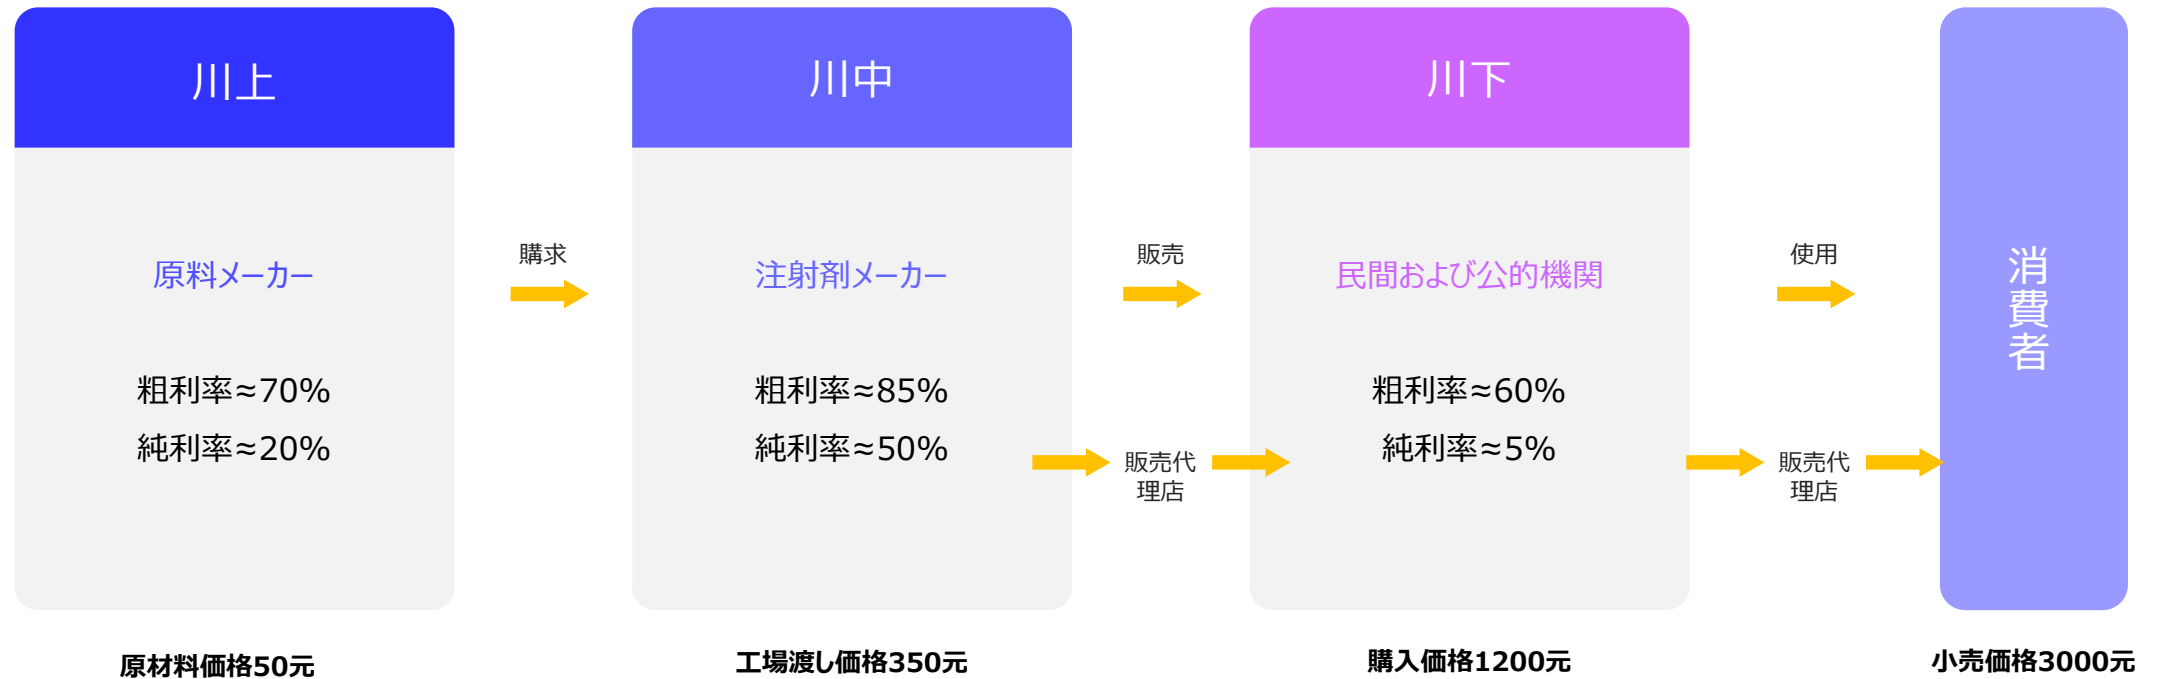 川上
原料メーカー
粗利率≈70%
純利率≈20%
原材料価格50元
購求
川中
注射剤メーカー
粗利率≈85%
純利率≈50%
工場渡し価格350元
販売
販売代
理店
川下
民間および公的機関
粗利率≈60%
純利率≈5%
購入価格1200元
使用
販売代
理店
消費者
小売価格3000元